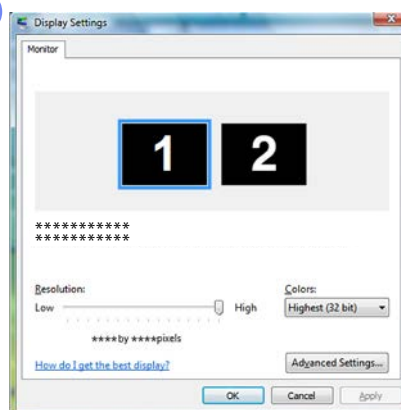 Display Settings
Monitor
1 2
***********
***********
Resolution:
Colors:
Low High
Highest (32 bit)
****by ****pixels
How do I get the best display?
Advanced Settings...
OK Cancel Apply